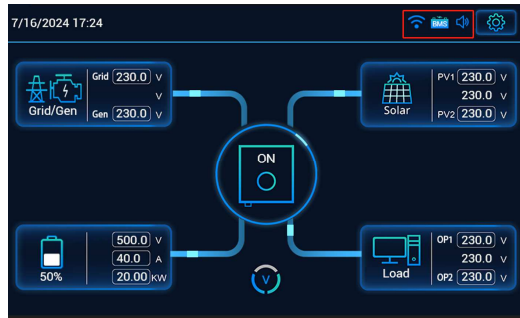 7/16/2024 17:24
BMS
Grid 230.0 V
V
Gen 230.0 V
Grid/Gen
PV1 230.0 V
230.0 V
PV2 230.0 V
Solar
ON
500.0 V
40.0 A
20.00 KW
50%
V
OP1 230.0 V
230.0 V
OP2 230.0 V
Load